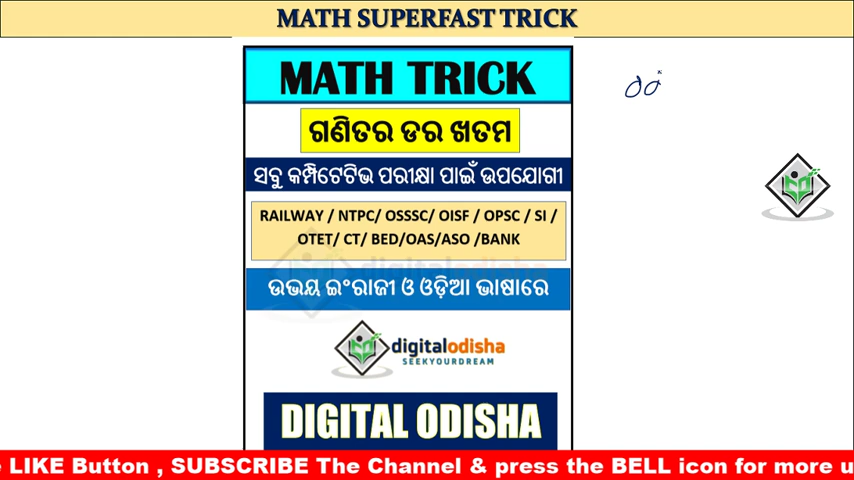 MATH SUPERFAST TRICK
MATH TRICK
ଗଣିତର ଡର ଖତମ
ସବୁ କମ୍ପିଟେଟିଭ ପରୀକ୍ଷା ପାଇଁ ଉପଯୋଗୀ
RAILWAY / NTPC/ OSSSC/ OISF / OPSC / SI /
OTET/ CT/ BED/OAS/ASO /BANK
ଉଭୟ ଇଂରାଜୀ ଓ ଓଡ଼ିଆ ଭାଷାରେ
digitalodisha
SEEKYOURDREAM
DIGITAL ODISHA
LIKE Button , SUBSCRIBE The Channel & press the BELL icon for more u